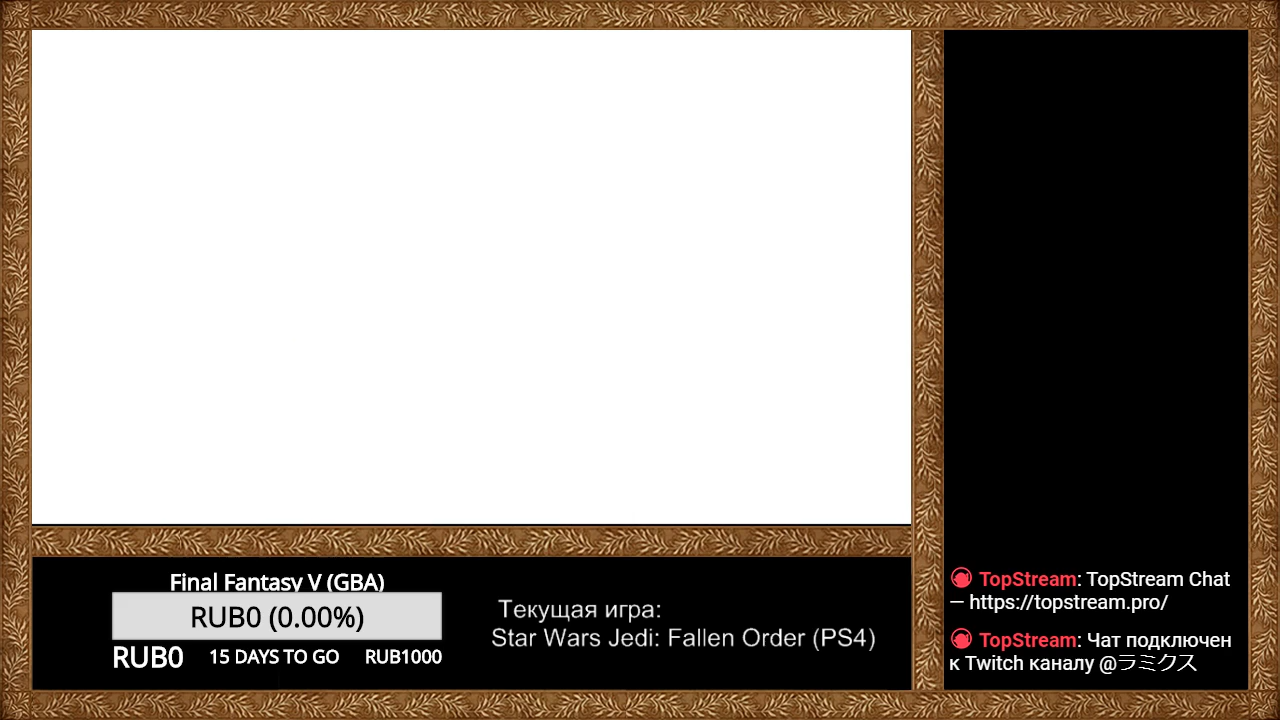 Final Fantasy V (GBA)
RUB0 (0.00%)
RUB0 15 DAYS TO GO RUB1000
Текущая игра:
Star Wars Jedi: Fallen Order (PS4)
TopStream: TopStream Chat
— https://topstream.pro/
TopStream: Чат подключен
к Twitch каналу @ラミクス